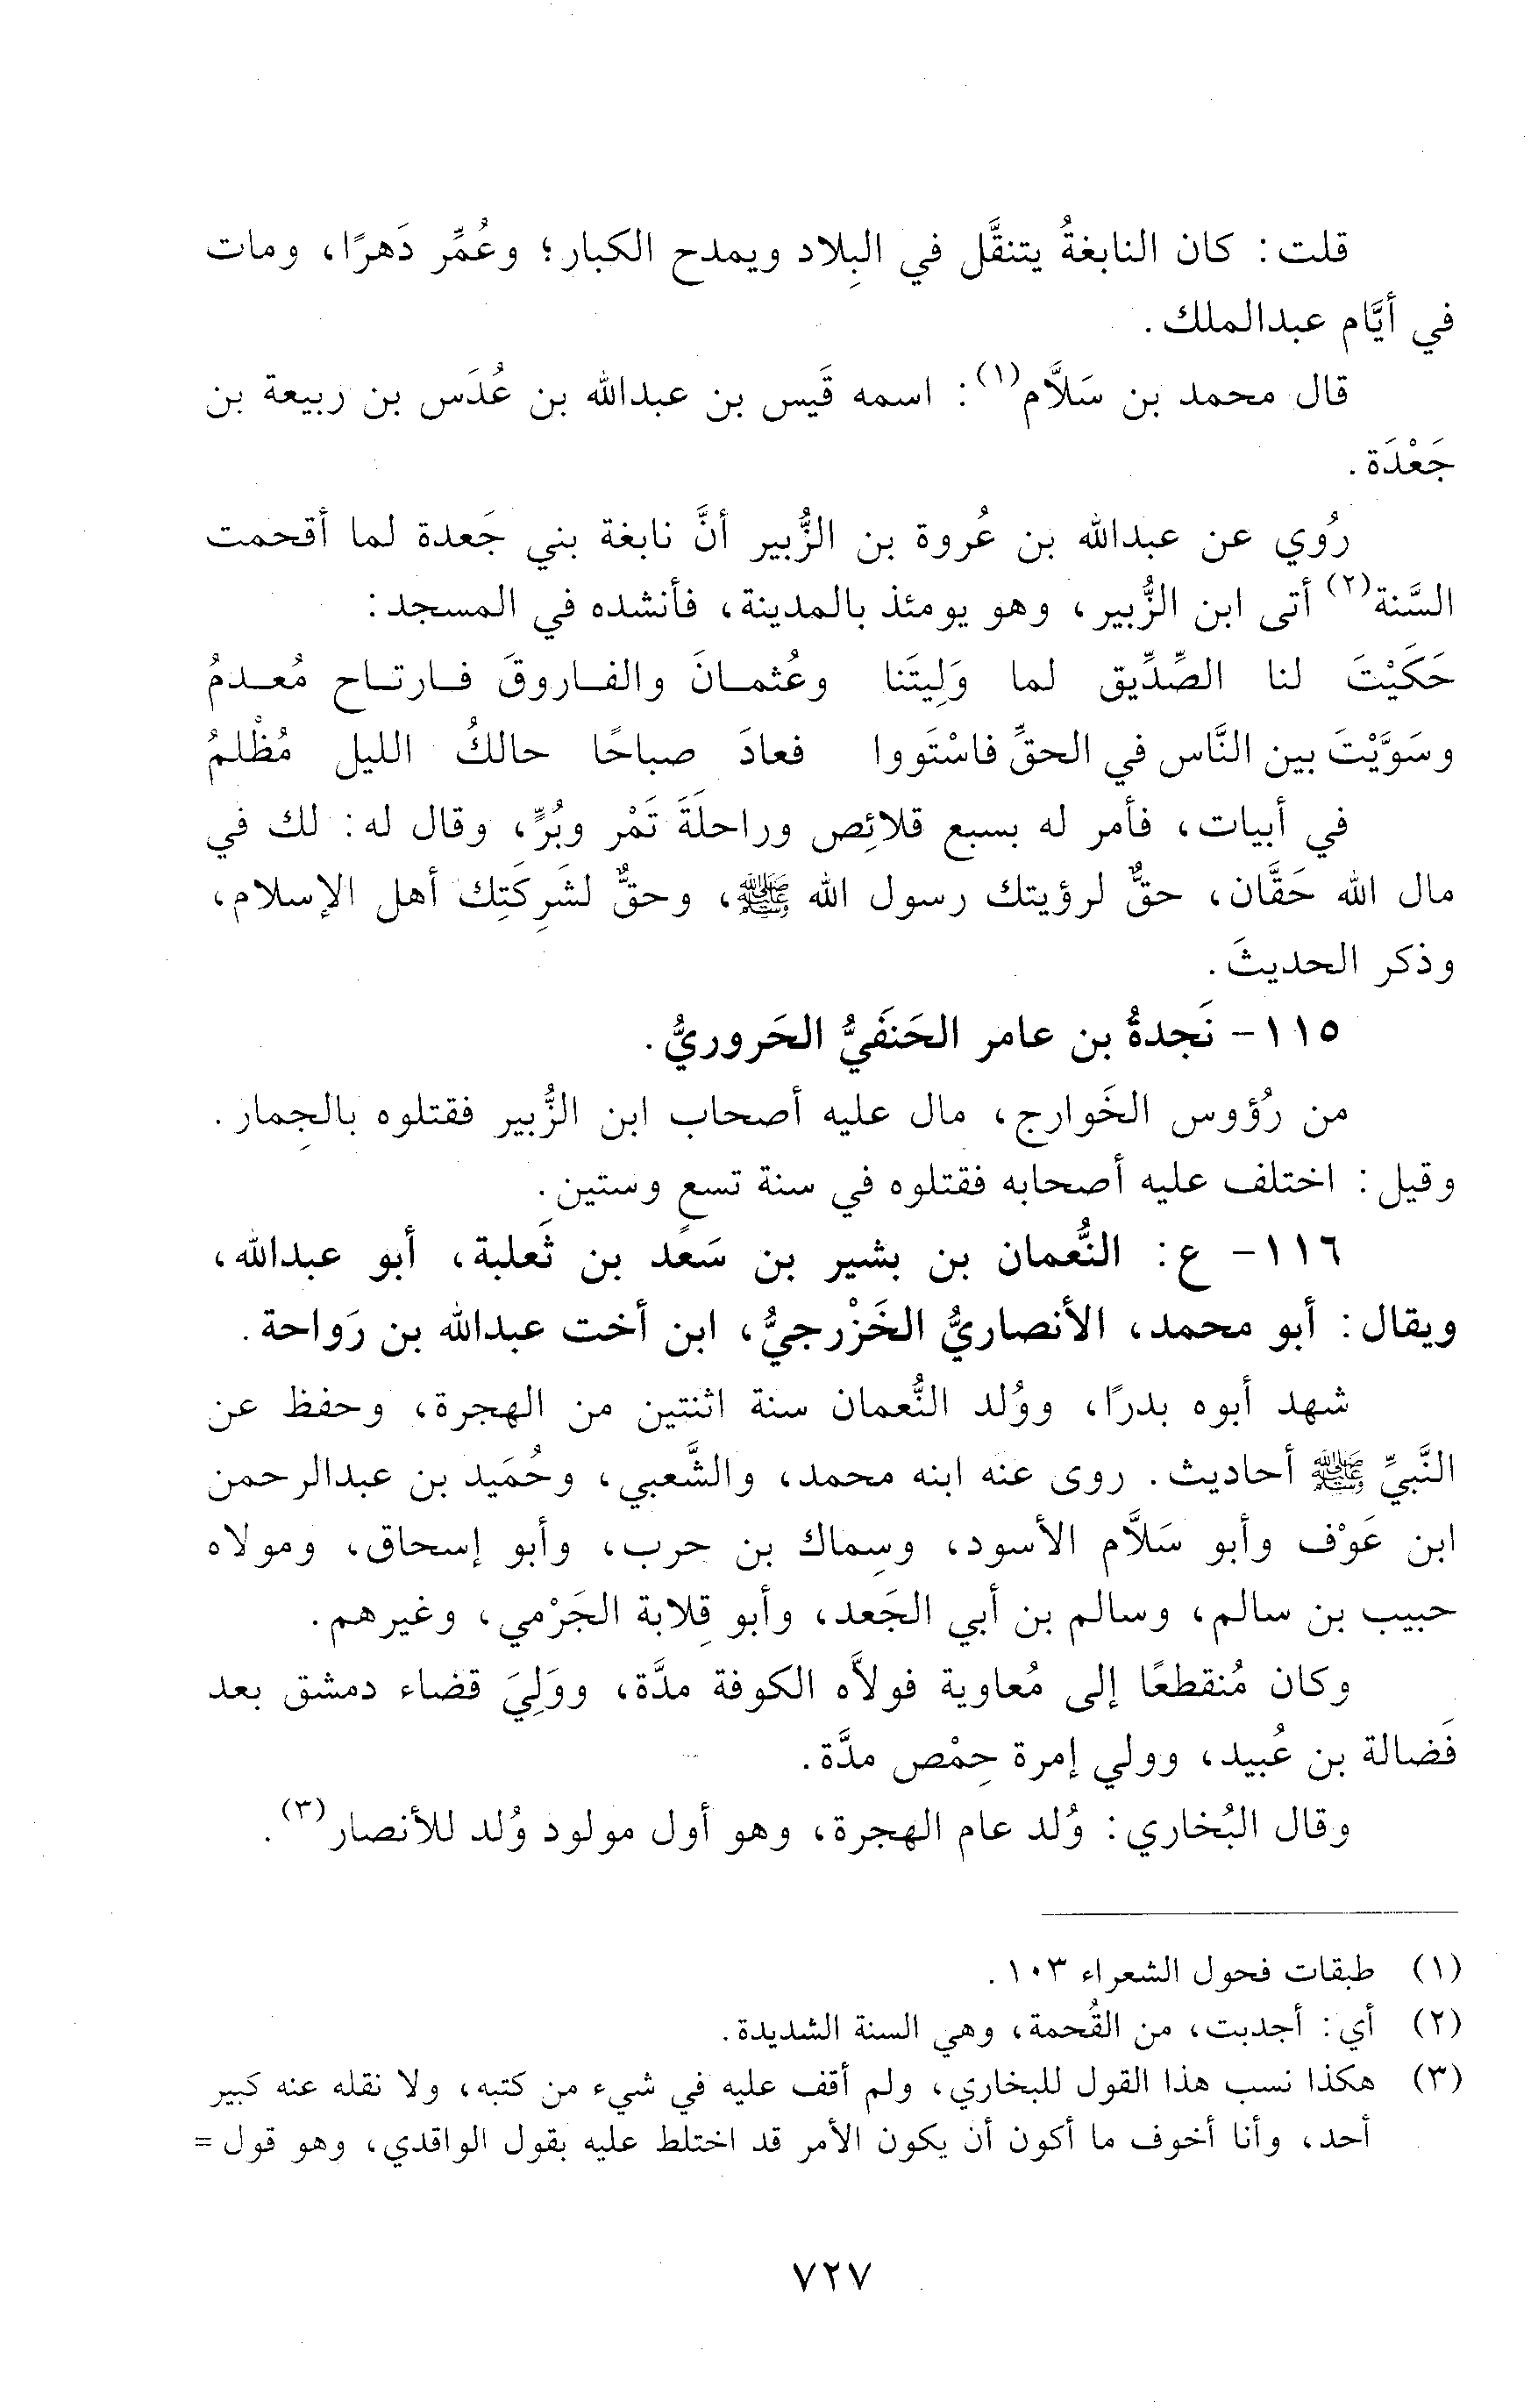 قلت: كان النابغةُ يتنقَّل في البِلاد ويمدح الكبار؛ وعُمِّر دَهرًا، ومات
في أيَّام عبدالملك.
قال محمد بن سَلاَّم(١): اسمه قَيس بن عبدالله بن عُدَس بن ربيعة بن
جَعْدَة.
رُوي عن عبدالله بن عُروة بن الزُّبير أنَّ نابغة بني جَعدة لما أقحمت
السَّنة(٢) أتى ابن الزُّبير، وهو يومئذ بالمدينة، فأنشده في المسجد:
حَكَيْتَ لنا الصِّدِّيق لما وَلِيتَنا وعُثمـانَ والفـاروقَ فـارتـاح مُعـدمُ
وسَوَّيْتَ بين النَّاس في الحقِّ فاسْتَووا فعادَ صباحًا حالكُ الليل مُظْلمُ
في أبيات، فأمر له بسبع قلائِص وراحلَةَ تَمْر وبُرٍّ، وقال له: لك في
مال الله حَقَّان، حقٌّ لرؤيتك رسول الله ﷺ، وحقٌّ لشَرِكَتِك أهل الإسلام،
وذكر الحديثَ.
١١٥- نَجدةُ بن عامر الحَنفَيُّ الحَروريُّ.
من رُؤوس الخَوارج، مال عليه أصحاب ابن الزُّبير فقتلوه بالجِمار.
وقيل: اختلف عليه أصحابه فقتلوه في سنة تسعٍ وستين.
١١٦- ع: النُّعمان بن بشير بن سَعد بن ثَعلبة، أبو عبدالله،
ويقال: أبو محمد، الأنصاريُّ الخَزْرجيُّ، ابن أخت عبدالله بن رَواحة.
شهد أبوه بدرًا، ووُلد النُّعمان سنة اثنتين من الهجرة، وحفظ عن
النَّبيِّ ﷺ أحاديث. روى عنه ابنه محمد، والشَّعبي، وحُمَيد بن عبدالرحمن
ابن عَوْف وأبو سَلاَّم الأسود، وسِماك بن حرب، وأبو إسحاق، ومولاه
حبيب بن سالم، وسالم بن أبي الجَعد، وأبو قِلابة الجَرْمي، وغيرهم.
وكان مُنقطعًا إلى مُعاوية فولاَّه الكوفة مدَّة، ووَلِيَ قضاء دمشق بعد
فَضالة بن عُبيد، وولي إمرة حِمْص مدَّة.
وقال البُخاري: وُلد عام الهجرة، وهو أول مولود وُلد للأنصار(٣).
(١) طبقات فحول الشعراء ١٠٣.
(٢) أي: أجدبت، من القُحمة، وهي السنة الشديدة.
(٣) هكذا نسب هذا القول للبخاري، ولم أقف عليه في شيء من كتبه، ولا نقله عنه كبير
أحد، وأنا أخوف ما أكون أن يكون الأمر قد اختلط عليه بقول الواقدي، وهو قول =
٧٢٧